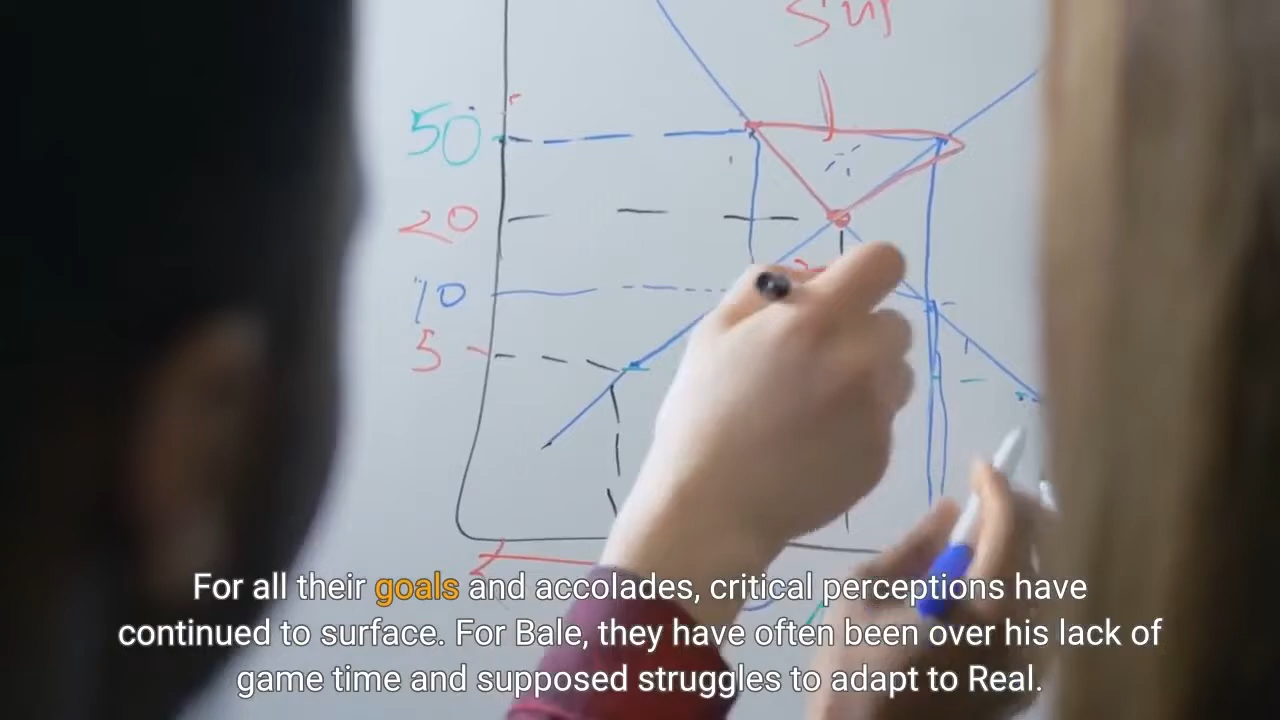 Sur
50
20
10
5
For all their goals and accolades, critical perceptions have
continued to surface. For Bale, they have often been over his lack of
game time and supposed struggles to adapt to Real.